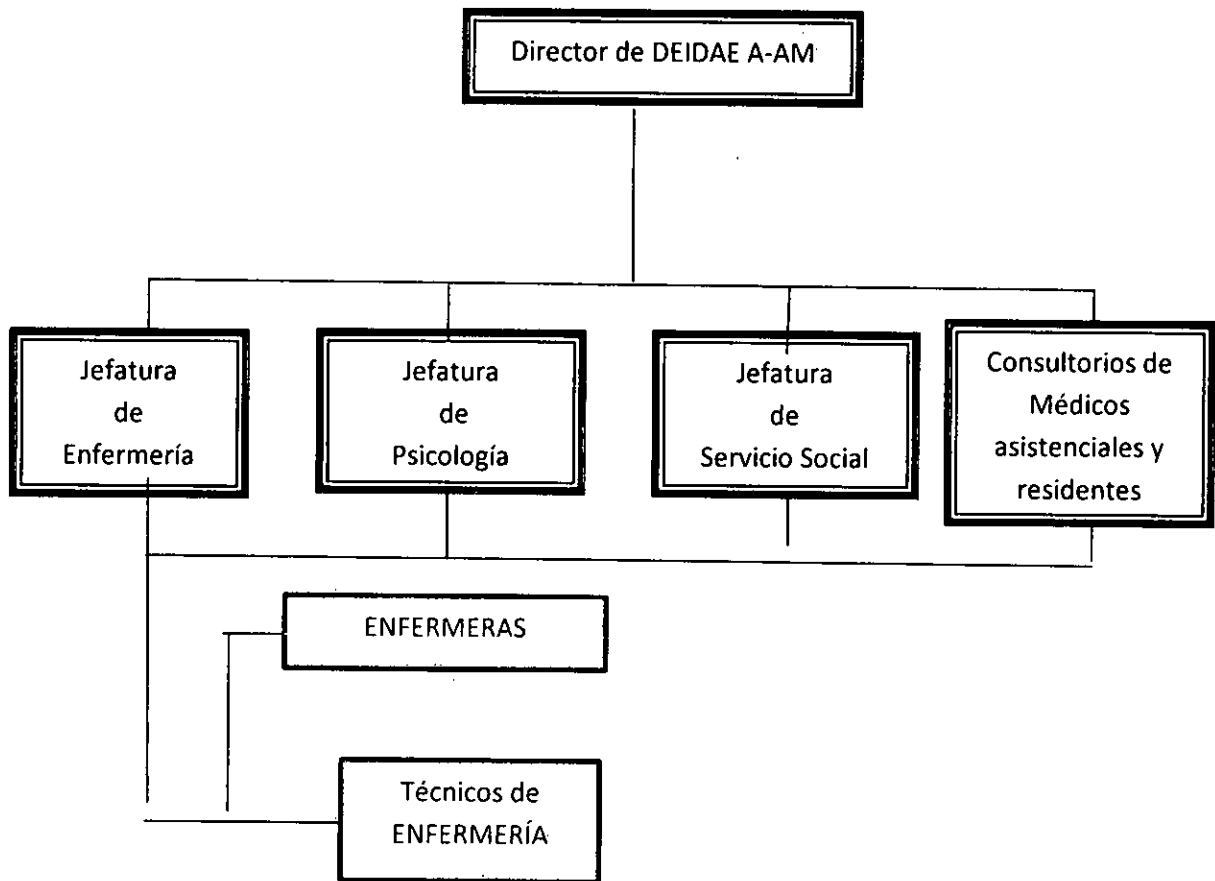 Director de DEIDAE A-AM
Jefatura
de
Enfermería
Jefatura
de
Psicología
Jefatura
de
Servicio Social
Consultorios de
Médicos
asistenciales y
residentes
ENFERMERAS
Técnicos de
ENFERMERÍA